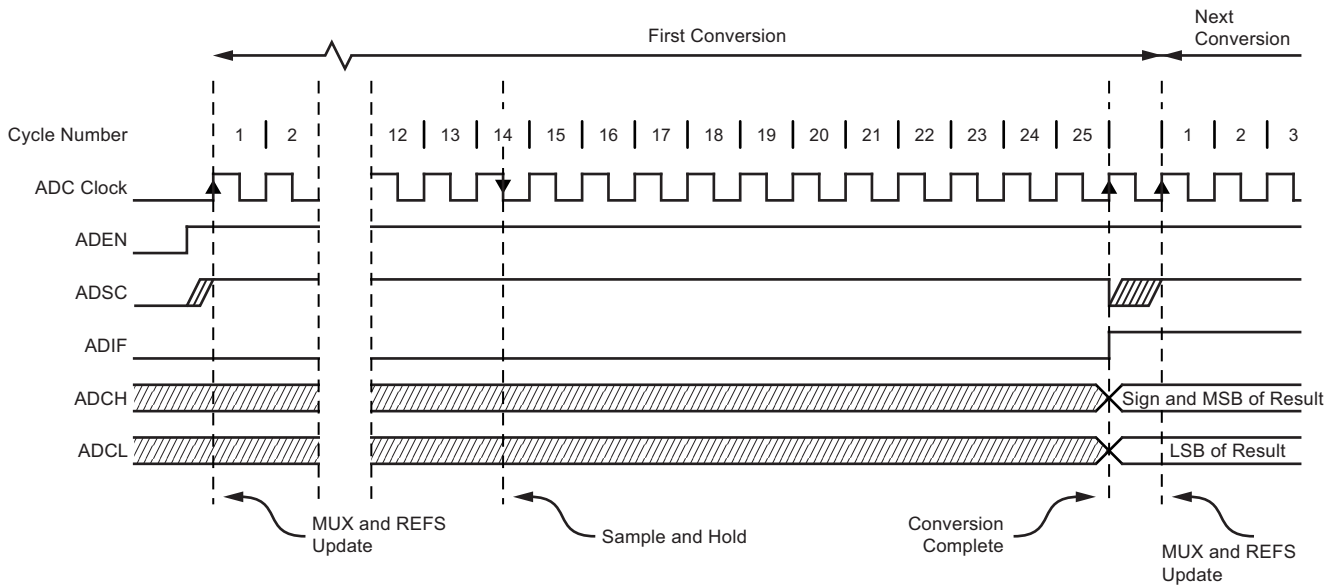 First Conversion
Next
Conversion
Cycle Number 1 2 12 13 14 15 16 17 18 19 20 21 22 23 24 25 1 2 3
ADC Clock
ADEN
ADSC
ADIF
ADCH Sign and MSB of Result
ADCL LSB of Result
MUX and REFS
Update
Sample and Hold
Conversion
Complete
MUX and REFS
Update